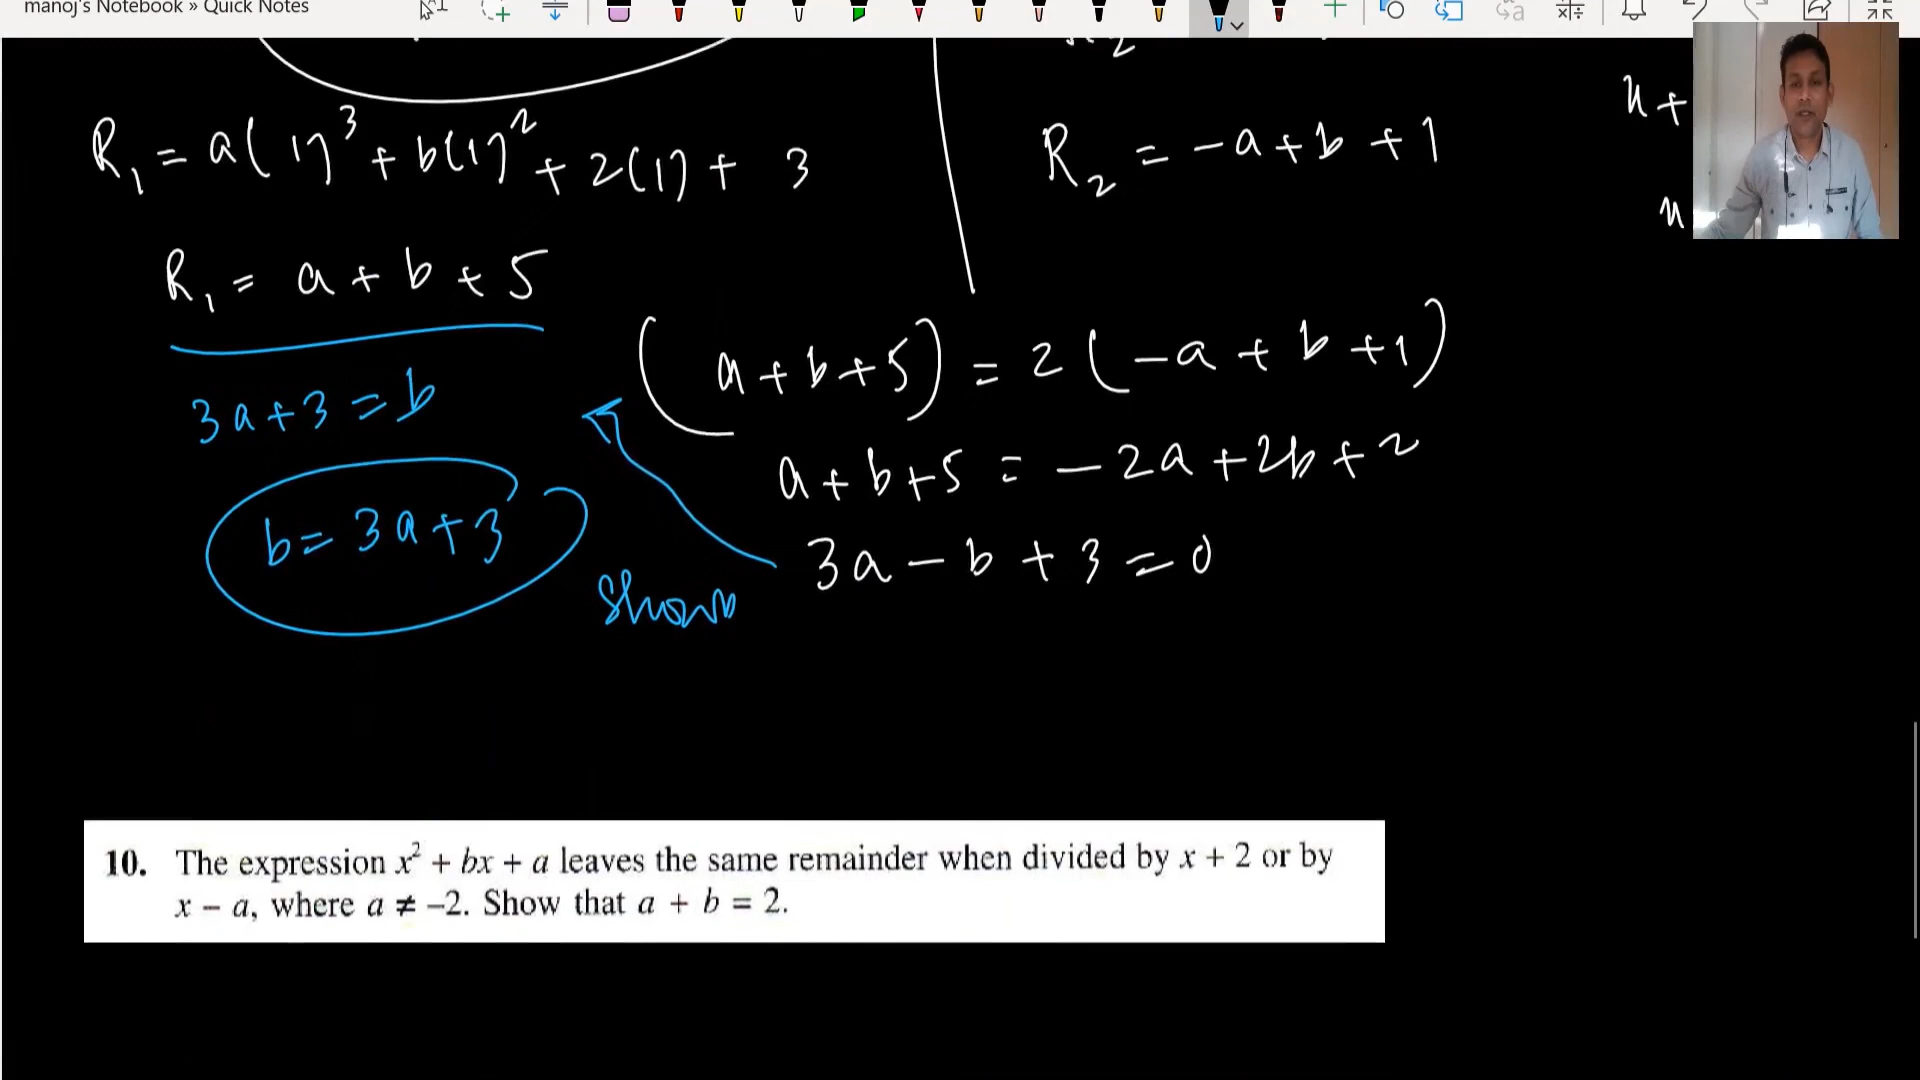 manoj's Notebook » Quick Notes
R₁ = a(1)³ + b(1)² + 2(1) + 3
R₂ = -a + b + 1
R₁ = a + b + 5
(a + b + 5) = 2(-a + b + 1)
3a + 3 = b
a + b + 5 = -2a + 2b + 2
b = 3a + 3
3a - b + 3 = 0
Shown
10. The expression x² + bx + a leaves the same remainder when divided by x + 2 or by
x – a, where a ≠ –2. Show that a + b = 2.